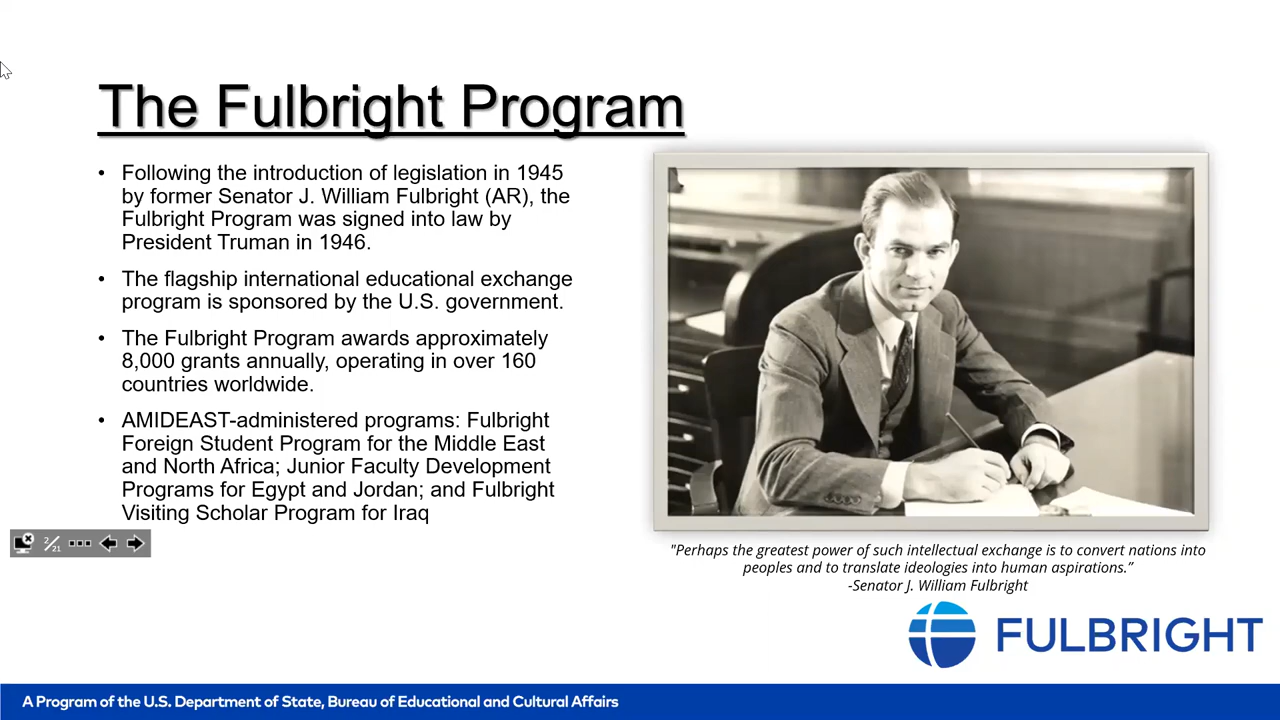 The Fulbright Program
• Following the introduction of legislation in 1945
by former Senator J. William Fulbright (AR), the
Fulbright Program was signed into law by
President Truman in 1946.
• The flagship international educational exchange
program is sponsored by the U.S. government.
• The Fulbright Program awards approximately
8,000 grants annually, operating in over 160
countries worldwide.
• AMIDEAST-administered programs: Fulbright
Foreign Student Program for the Middle East
and North Africa; Junior Faculty Development
Programs for Egypt and Jordan; and Fulbright
Visiting Scholar Program for Iraq
2/21
"Perhaps the greatest power of such intellectual exchange is to convert nations into
peoples and to translate ideologies into human aspirations.”
-Senator J. William Fulbright
FULBRIGHT
A Program of the U.S. Department of State, Bureau of Educational and Cultural Affairs